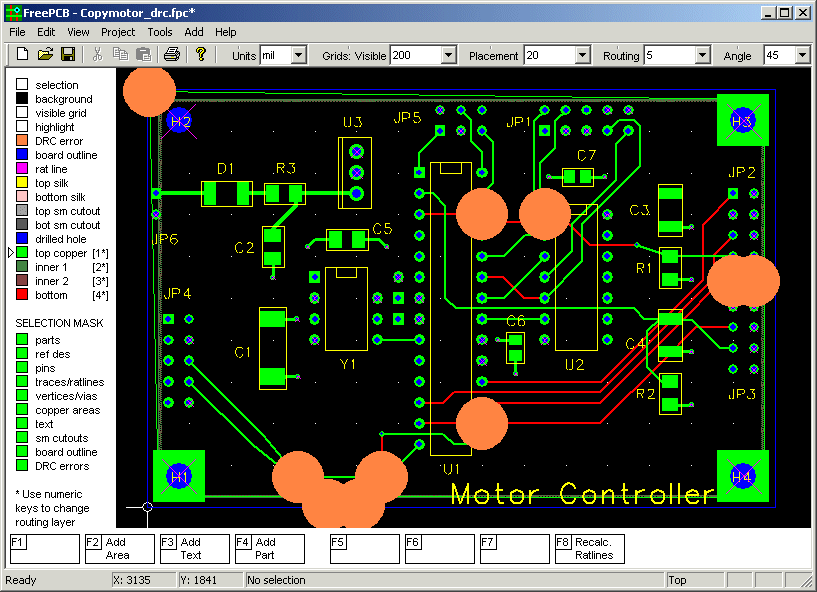 FreePCB - Copymotor_drc.fpc*
File Edit View Project Tools Add Help
Units mil Grids: Visible 200 Placement 20 Routing 5 Angle 45
selection
background
visible grid
highlight
DRC error
board outline
rat line
top silk
bottom silk
top sm cutout
bot sm cutout
drilled hole
top copper [1*]
inner 1 [2*]
inner 2 [3*]
bottom [4*]
SELECTION MASK
parts
ref des
pins
traces/ratlines
vertices/vias
copper areas
text
sm cutouts
board outline
DRC errors
* Use numeric
keys to change
routing layer
H2
U3
JP5
JP1
H3
D1
R3
C7
JP2
C3
JP6
C2
C5
R1
JP4
C1
Y1
C6
U2
C4
R2
JP3
H1
U1
H4
Motor Controller
F1
F2 Add Area
F3 Add Text
F4 Add Part
F5
F6
F7
F8 Recalc. Ratlines
Ready X: 3135 Y: 1841 No selection Top